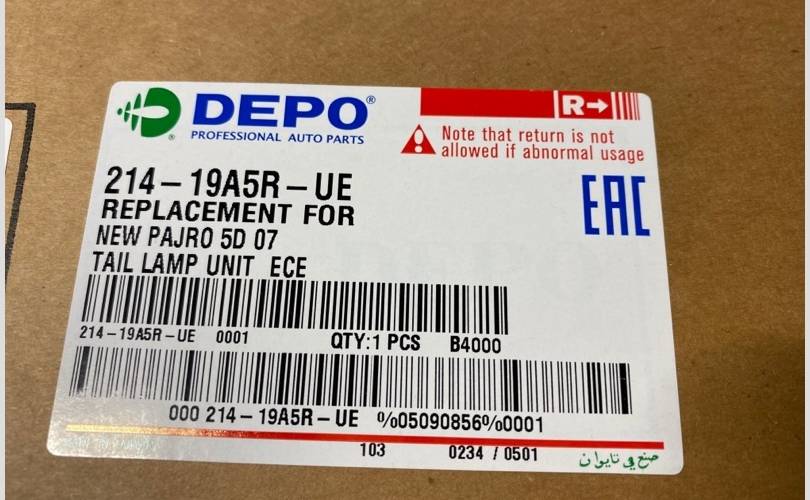 DEPO®
PROFESSIONAL AUTO PARTS
®
R→
Note that return is not
allowed if abnormal usage
214-19A5R-UE
REPLACEMENT FOR
NEW PAJRO 5D 07
TAIL LAMP UNIT ECE
EAC
214-19A5R-UE 0001 QTY:1 PCS B4000
000 214-19A5R-UE %05090856%0001
103 0234 / 0501
صنع في تايوان